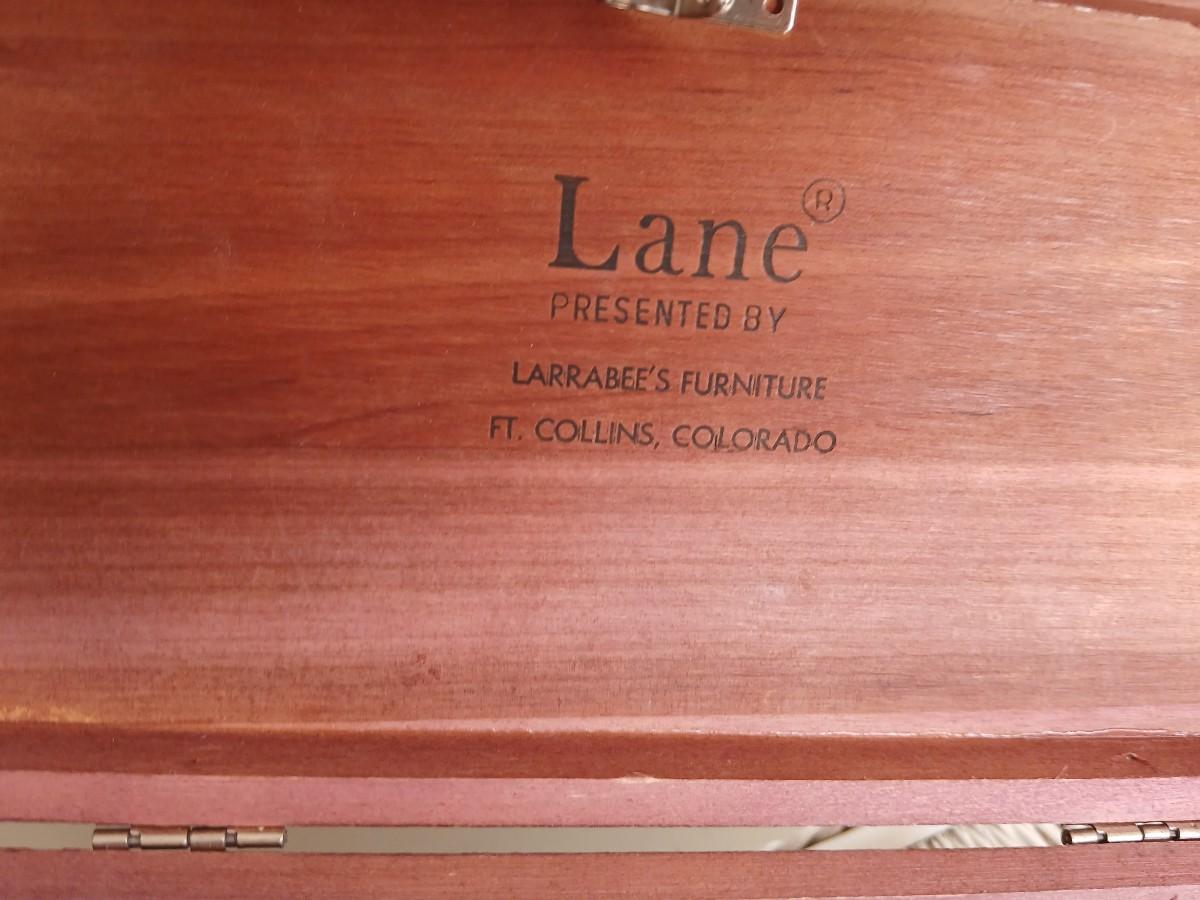 Lane®
PRESENTED BY
LARRABEE'S FURNITURE
FT. COLLINS, COLORADO